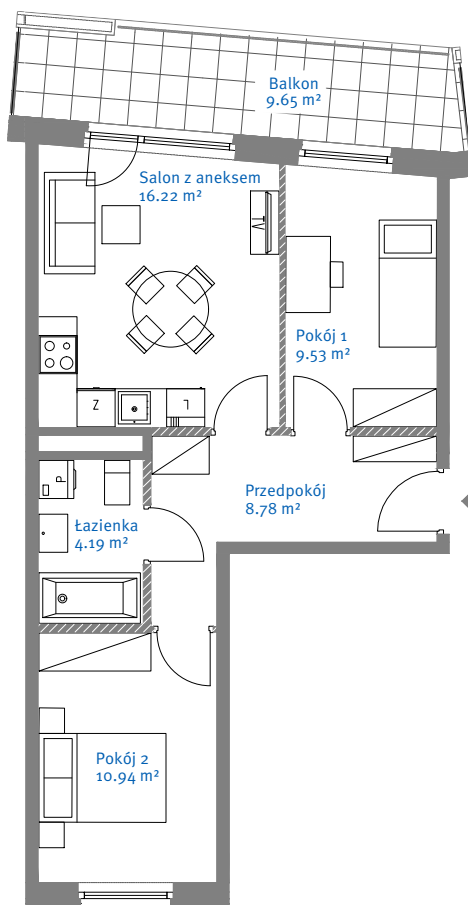 Balkon
9.65 m²
Salon z aneksem
16.22 m²
TV
Pokój 1
9.53 m²
Z
L
Przedpokój
8.78 m²
P
Łazienka
4.19 m²
Pokój 2
10.94 m²